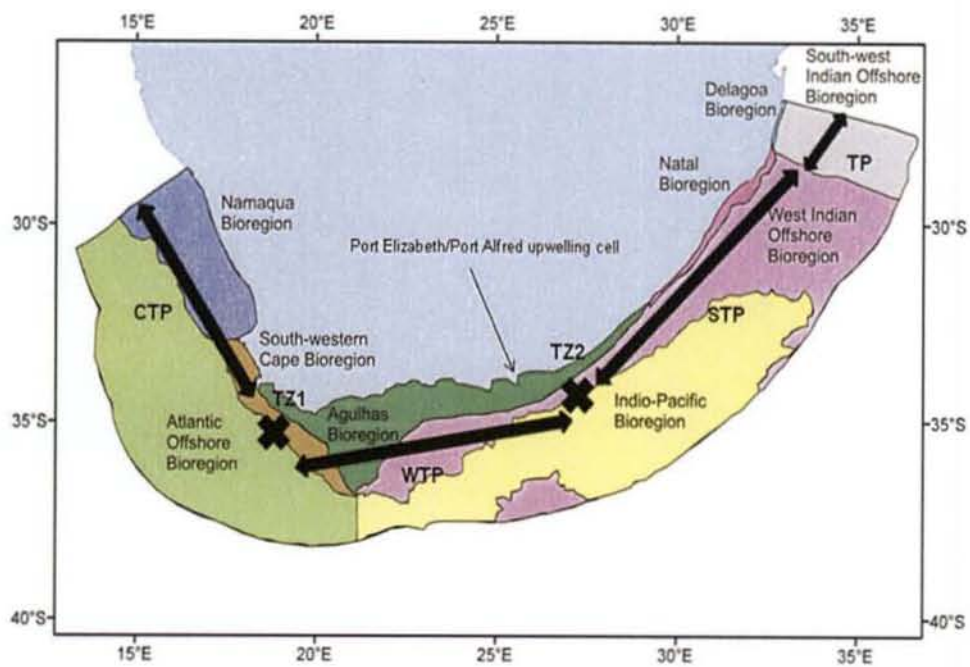 15°E
20°E
25°E
30°E
35°E
South-west
Indian Offshore
Bioregion
Delagoa
Bioregion
TP
Natal
Bioregion
Namaqua
Bioregion
30°S
30°S
West Indian
Offshore
Bioregion
Port Elizabeth/Port Alfred upwelling cell
CTP
STP
South-western
Cape Bioregion
TZ2
TZ1
Indio-Pacific
Bioregion
Agulhas
Bioregion
Atlantic
Offshore
Bioregion
35°S
35°S
WTP
40°S
40°S
15°E
20°E
25°E
30°E
35°E